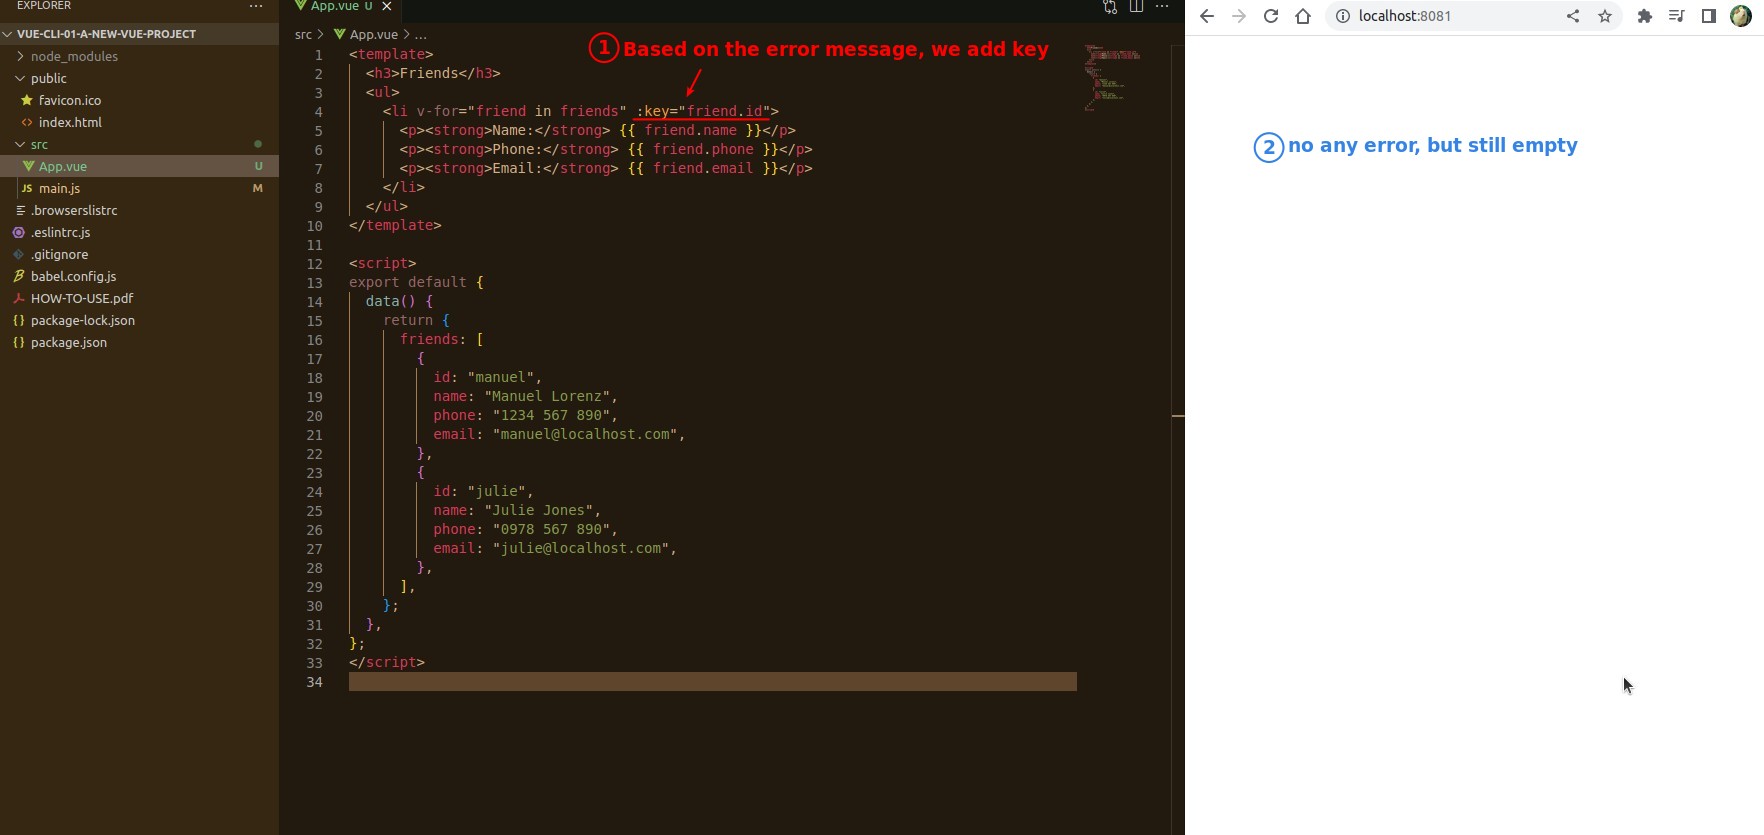 EXPLORER
VUE-CLI-01-A-NEW-VUE-PROJECT
node_modules
public
favicon.ico
index.html
src
App.vue U
main.js M
.browserslistrc
.eslintrc.js
.gitignore
babel.config.js
HOW-TO-USE.pdf
package-lock.json
package.json
App.vue U
src > App.vue > ...
1 Based on the error message, we add key
1 <template>
2 <h3>Friends</h3>
3 <ul>
4 <li v-for="friend in friends" :key="friend.id">
5 <p><strong>Name:</strong> {{ friend.name }}</p>
6 <p><strong>Phone:</strong> {{ friend.phone }}</p>
7 <p><strong>Email:</strong> {{ friend.email }}</p>
8 </li>
9 </ul>
10 </template>
11
12 <script>
13 export default {
14 data() {
15 return {
16 friends: [
17 {
18 id: "manuel",
19 name: "Manuel Lorenz",
20 phone: "1234 567 890",
21 email: "manuel@localhost.com",
22 },
23 {
24 id: "julie",
25 name: "Julie Jones",
26 phone: "0978 567 890",
27 email: "julie@localhost.com",
28 },
29 ],
30 };
31 },
32 };
33 </script>
34
localhost:8081
2 no any error, but still empty